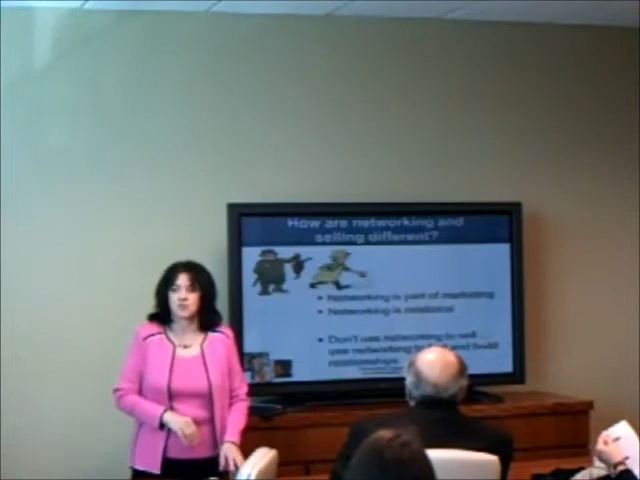 How are networking and
selling different?
• Networking is part of marketing
• Networking is
• Don't use networking to sell...
use networking to and build
relationships